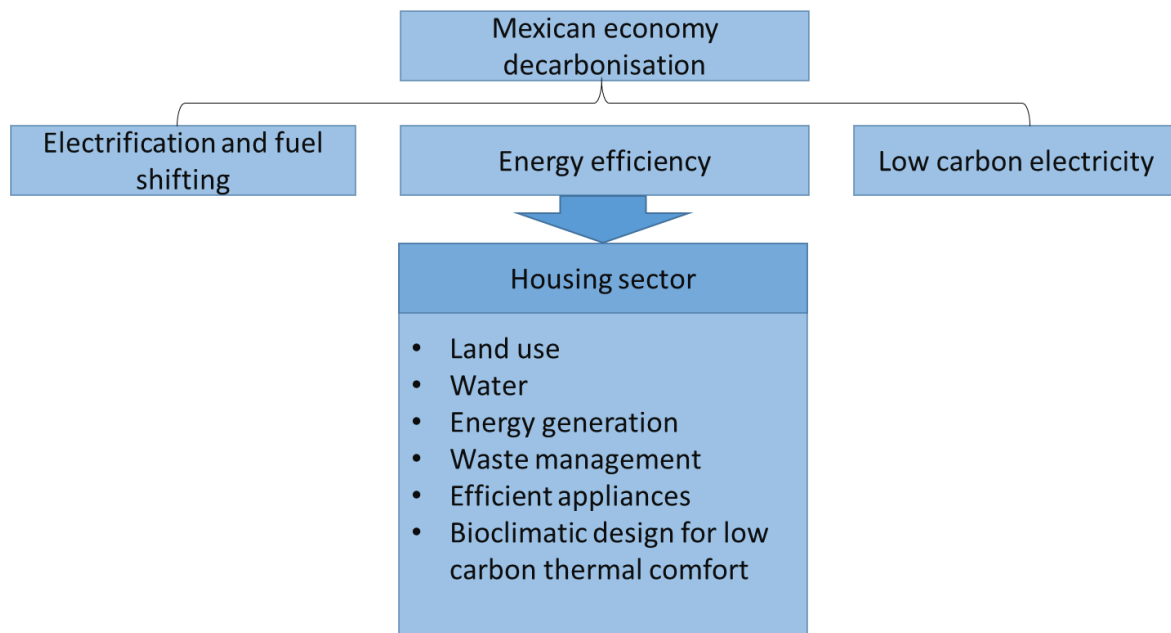 Mexican economy
decarbonisation
Electrification and fuel
shifting
Energy efficiency
Low carbon electricity
Housing sector
• Land use
• Water
• Energy generation
• Waste management
• Efficient appliances
• Bioclimatic design for low
carbon thermal comfort